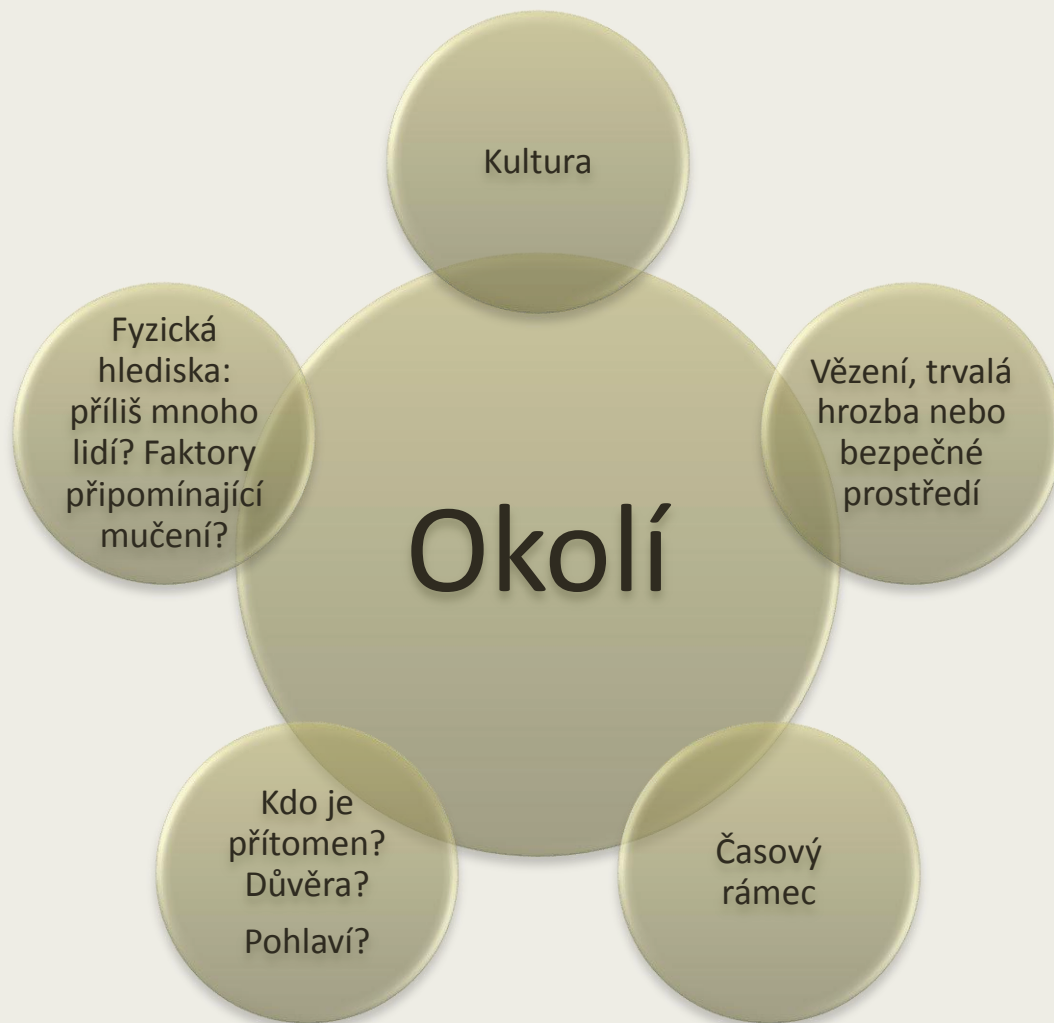 Kultura
Fyzická
hlediska:
příliš mnoho
lidí? Faktory
připomínající
mučení?
Vězení, trvalá
hrozba nebo
bezpečné
prostředí
Okolí
Kdo je
přítomen?
Důvěra?
Pohlaví?
Časový
rámec